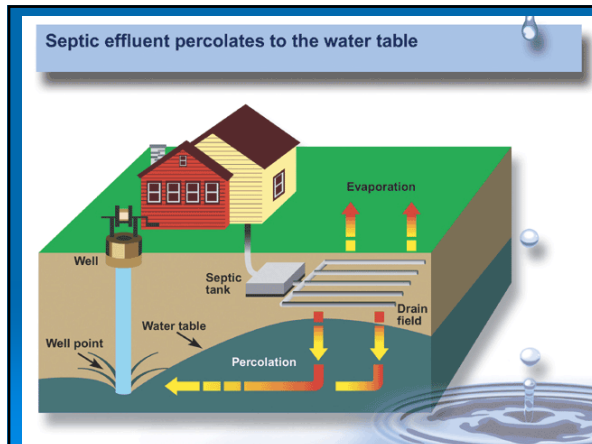 Septic effluent percolates to the water table
Evaporation
Well
Septic
tank
Drain
field
Water table
Well point
Percolation